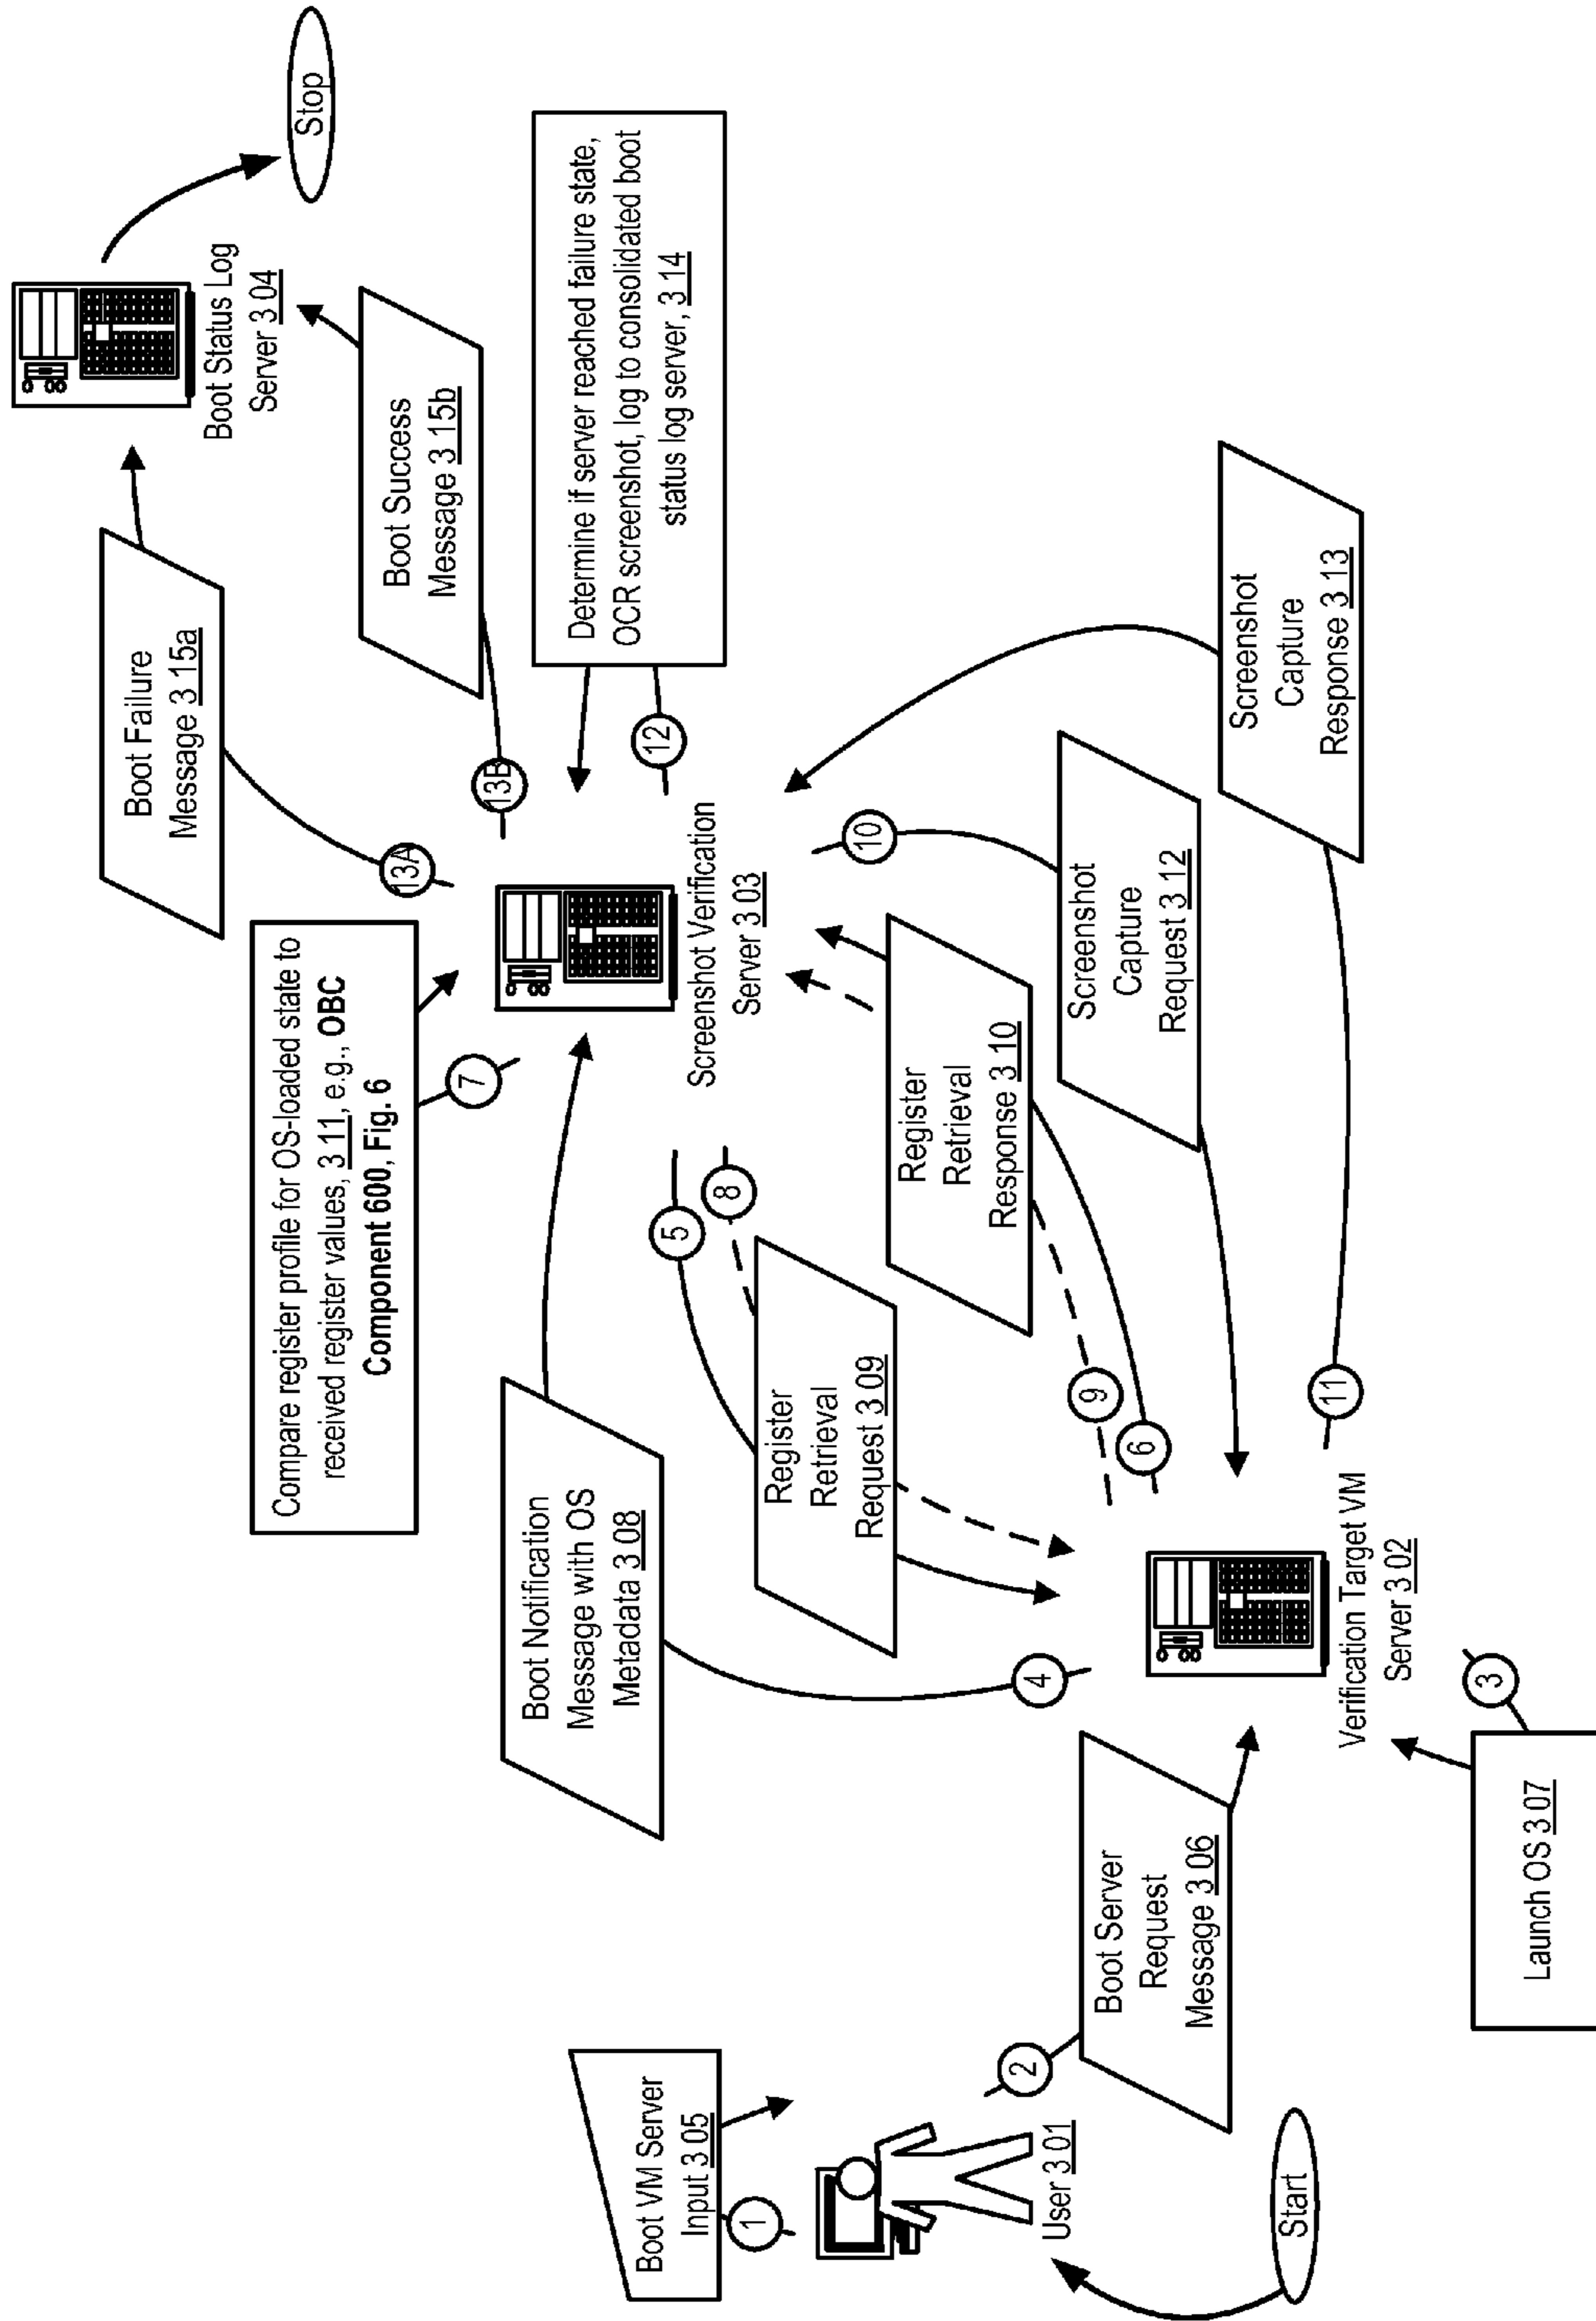 Start
User 3 01
1
Boot VM Server
Input 3 05
2
Boot Server
Request
Message 3 06
3
Launch OS 3 07
Verification Target VM
Server 3 02
4
Boot Notification
Message with OS
Metadata 3 08
5
8
Register
Retrieval
Request 3 09
6
9
Register
Retrieval
Response 3 10
7
Compare register profile for OS-loaded state to
received register values, 3 11, e.g., OBC
Component 600, Fig. 6
Screenshot Verification
Server 3 03
10
Screenshot
Capture
Request 3 12
11
Screenshot
Capture
Response 3 13
12
Determine if server reached failure state,
OCR screenshot, log to consolidated boot
status log server, 3 14
13A
Boot Failure
Message 3 15a
13B
Boot Success
Message 3 15b
Boot Status Log
Server 3 04
Stop